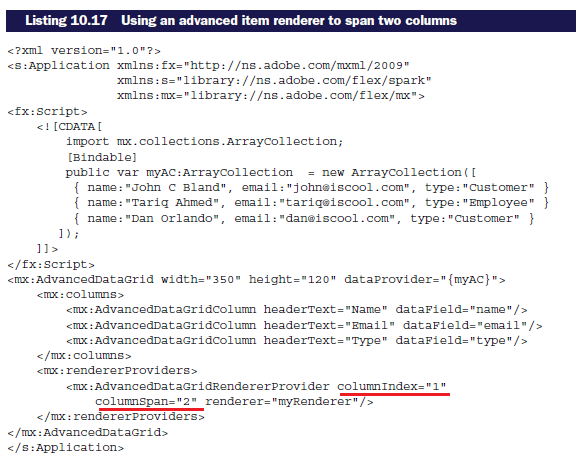 Listing 10.17 Using an advanced item renderer to span two columns
<?xml version="1.0"?>
<s:Application xmlns:fx="http://ns.adobe.com/mxml/2009"
xmlns:s="library://ns.adobe.com/flex/spark"
xmlns:mx="library://ns.adobe.com/flex/mx">
<fx:Script>
<![CDATA[
import mx.collections.ArrayCollection;
[Bindable]
public var myAC:ArrayCollection = new ArrayCollection([
{ name:"John C Bland", email:"john@iscool.com", type:"Customer" }
{ name:"Tariq Ahmed", email:"tariq@iscool.com", type:"Employee" }
{ name:"Dan Orlando", email:"dan@iscool.com", type:"Customer" }
]);
]]>
</fx:Script>
<mx:AdvancedDataGrid width="350" height="120" dataProvider="{myAC}">
<mx:columns>
<mx:AdvancedDataGridColumn headerText="Name" dataField="name"/>
<mx:AdvancedDataGridColumn headerText="Email" dataField="email"/>
<mx:AdvancedDataGridColumn headerText="Type" dataField="type"/>
</mx:columns>
<mx:rendererProviders>
<mx:AdvancedDataGridRendererProvider columnIndex="1"
columnSpan="2" renderer="myRenderer"/>
</mx:rendererProviders>
</mx:AdvancedDataGrid>
</s:Application>